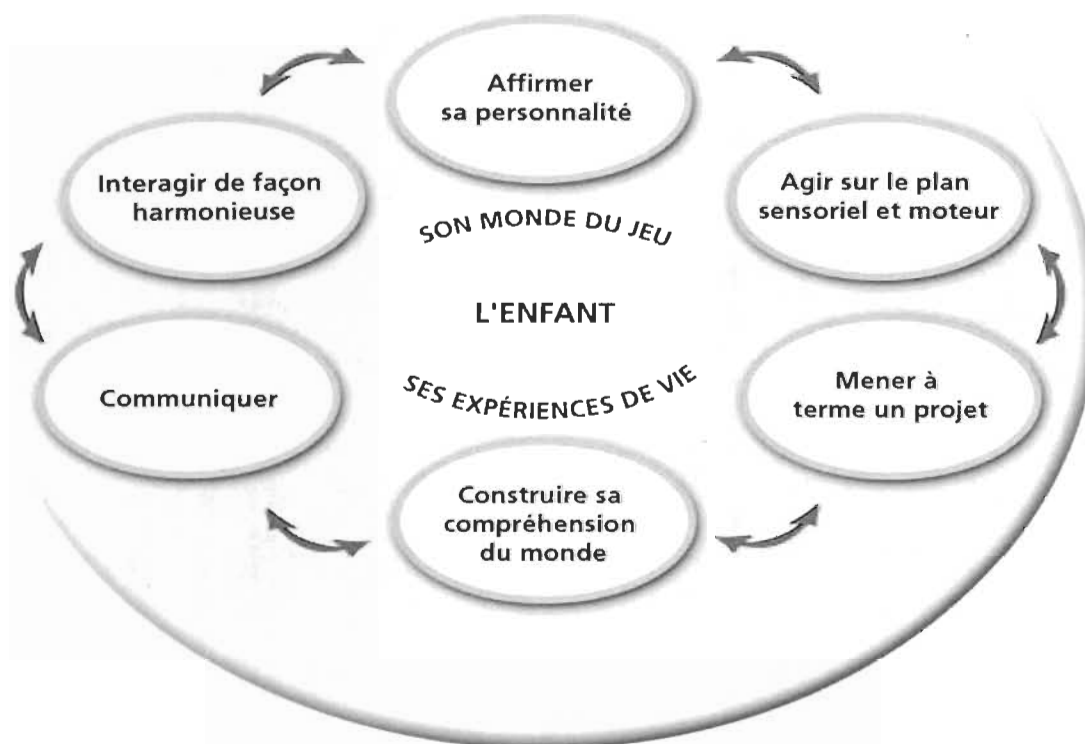 Affirmer
sa personnalité
Interagir de façon
harmonieuse
Agir sur le plan
sensoriel et moteur
SON MONDE DU JEU
L'ENFANT
SES EXPÉRIENCES DE VIE
Communiquer
Mener à
terme un projet
Construire sa
compréhension
du monde